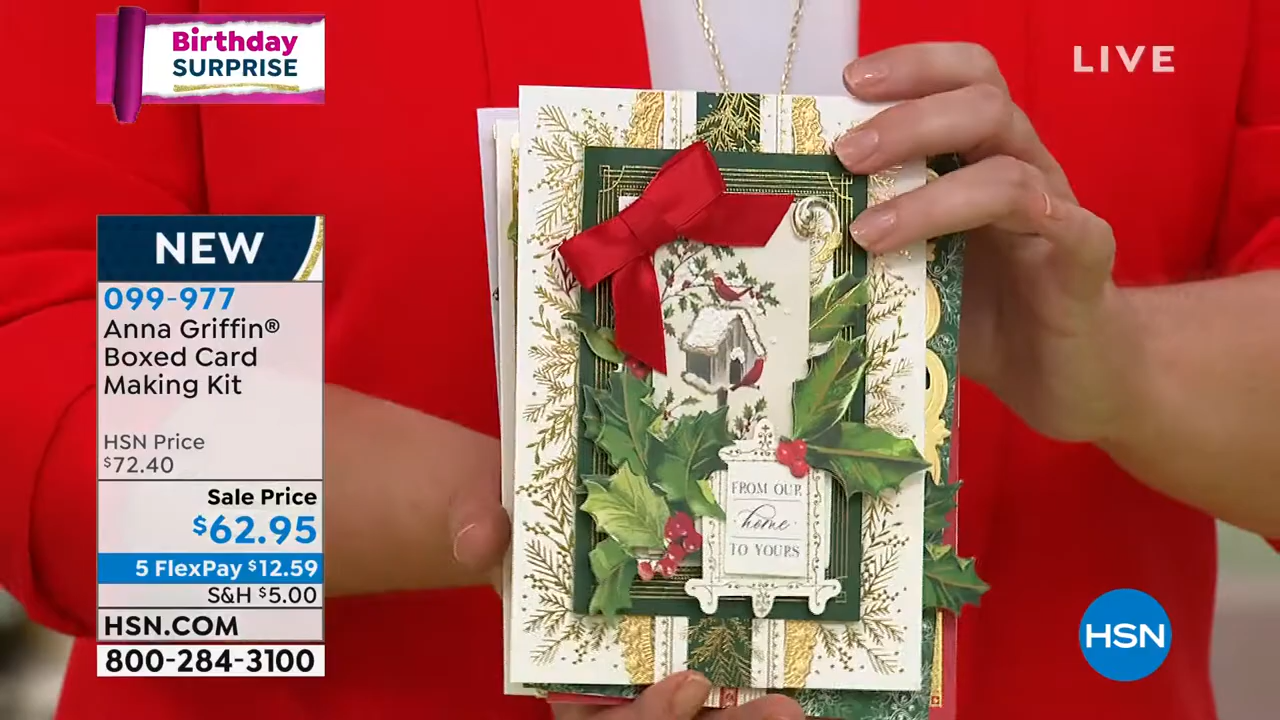 Birthday
SURPRISE
LIVE
NEW
099-977
Anna Griffin®
Boxed Card
Making Kit
HSN Price
$72.40
Sale Price
$62.95
5 FlexPay $12.59
S&H $5.00
HSN.COM
800-284-3100
FROM OUR
home
TO YOURS
HSN